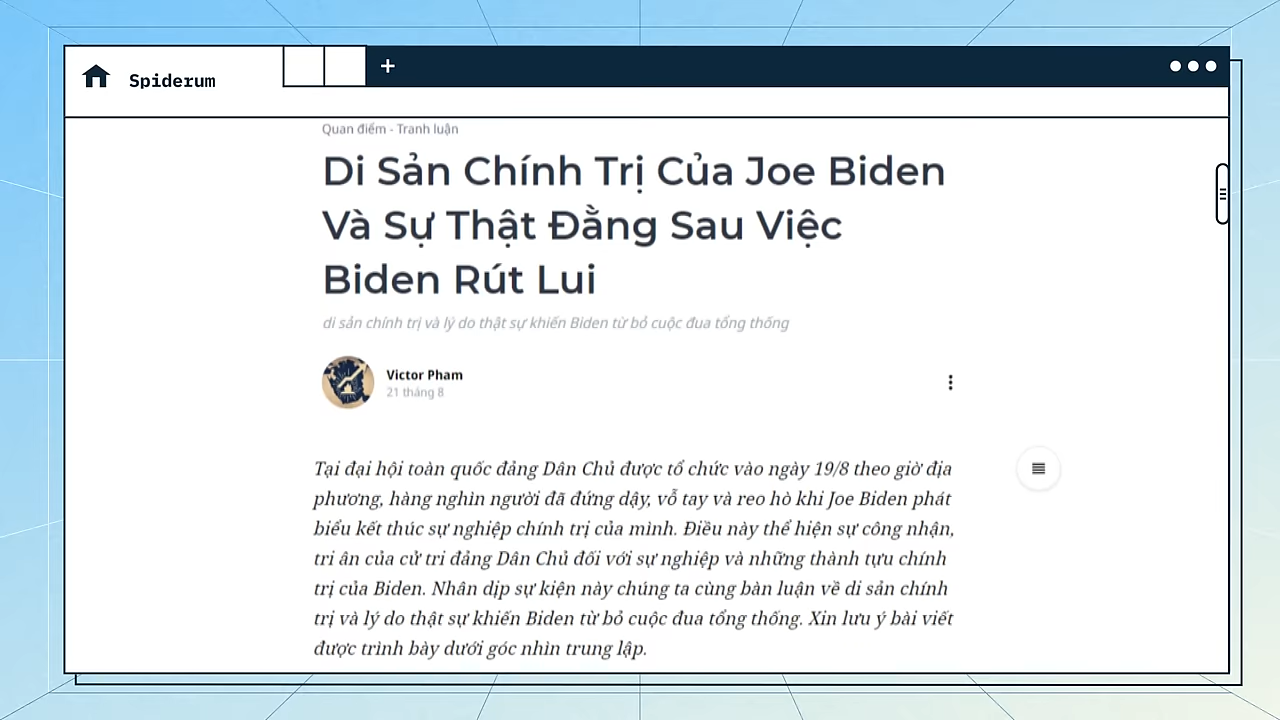 Spiderum
Quan điểm - Tranh luận
Di Sản Chính Trị Của Joe Biden
Và Sự Thật Đằng Sau Việc
Biden Rút Lui
di sản chính trị và lý do thật sự khiến Biden từ bỏ cuộc đua tổng thống
Victor Pham
21 tháng 8
Tại đại hội toàn quốc đảng Dân Chủ được tổ chức vào ngày 19/8 theo giờ địa
phương, hàng nghìn người đã đứng dậy, vỗ tay và reo hò khi Joe Biden phát
biểu kết thúc sự nghiệp chính trị của mình. Điều này thể hiện sự công nhận,
tri ân của cử tri đảng Dân Chủ đối với sự nghiệp và những thành tựu chính
trị của Biden. Nhân dịp sự kiện này chúng ta cùng bàn luận về di sản chính
trị và lý do thật sự khiến Biden từ bỏ cuộc đua tổng thống. Xin lưu ý bài viết
được trình bày dưới góc nhìn trung lập.